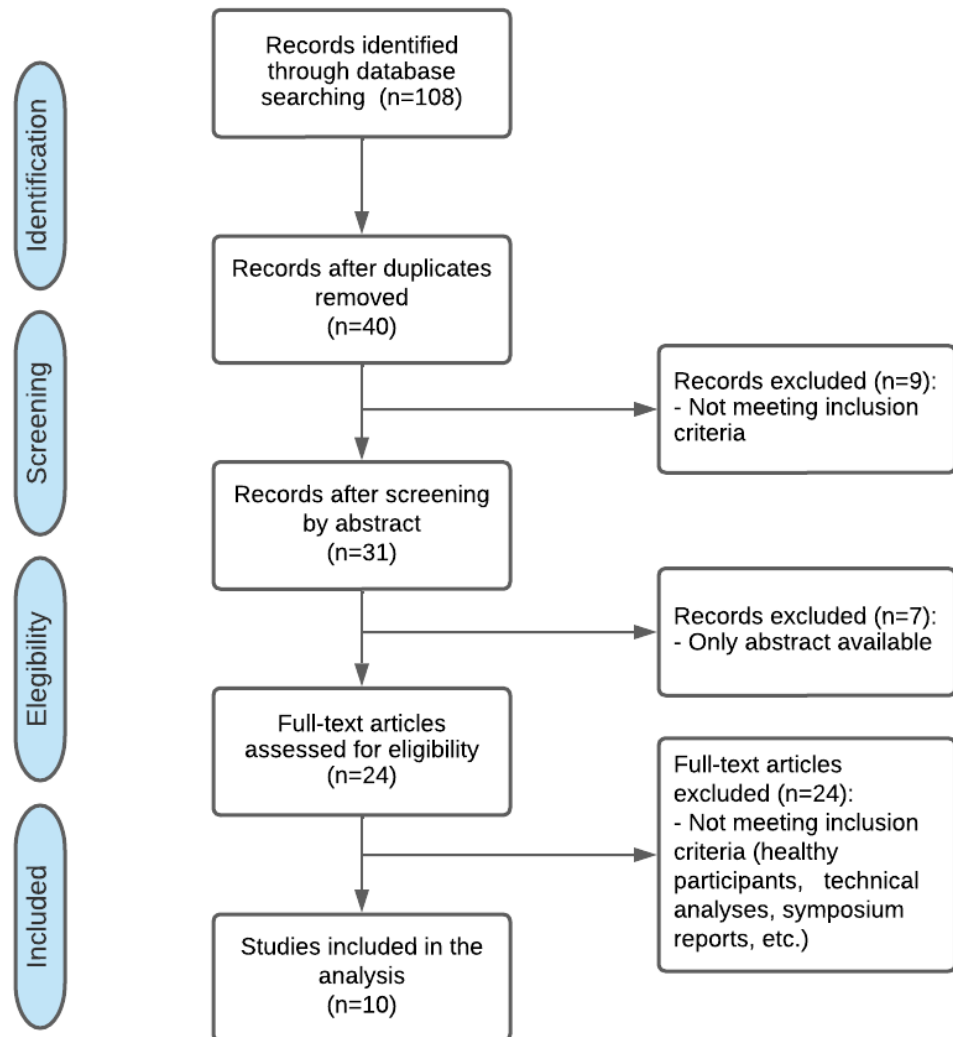 Identification
Records identified
through database
searching (n=108)
Records after duplicates
removed
(n=40)
Screening
Records excluded (n=9):
- Not meeting inclusion
criteria
Records after screening
by abstract
(n=31)
Elegibility
Records excluded (n=7):
- Only abstract available
Full-text articles
assessed for eligibility
(n=24)
Full-text articles
excluded (n=24):
- Not meeting inclusion
criteria (healthy
participants, technical
analyses, symposium
reports, etc.)
Included
Studies included in the
analysis
(n=10)